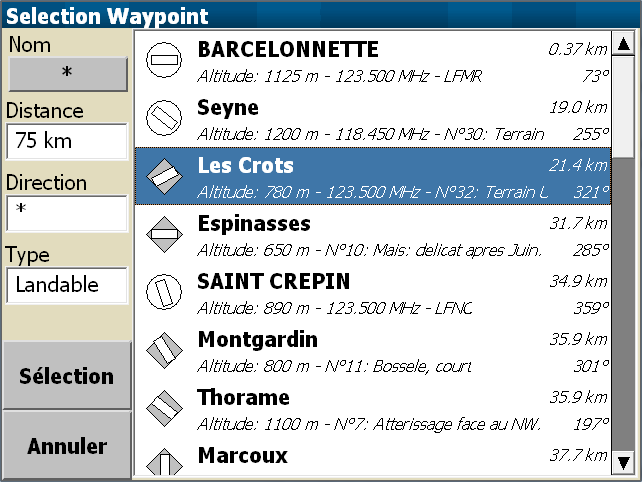 Selection Waypoint
Nom
*
Distance
75 km
Direction
*
Type
Landable
Sélection
Annuler
BARCELONNETTE 0.37 km
Altitude: 1125 m - 123.500 MHz - LFMR 73°
Seyne 19.0 km
Altitude: 1200 m - 118.450 MHz - N°30: Terrain 255°
Les Crots 21.4 km
Altitude: 780 m - 123.500 MHz - N°32: Terrain 321°
Espinasses 31.7 km
Altitude: 650 m - N°10: Mais: delicat apres Juin. 285°
SAINT CREPIN 34.9 km
Altitude: 890 m - 123.500 MHz - LFNC 359°
Montgardin 35.9 km
Altitude: 800 m - N°11: Bossele, court 301°
Thorame 35.9 km
Altitude: 1100 m - N°7: Atterissage face au NW. 197°
Marcoux 37.7 km